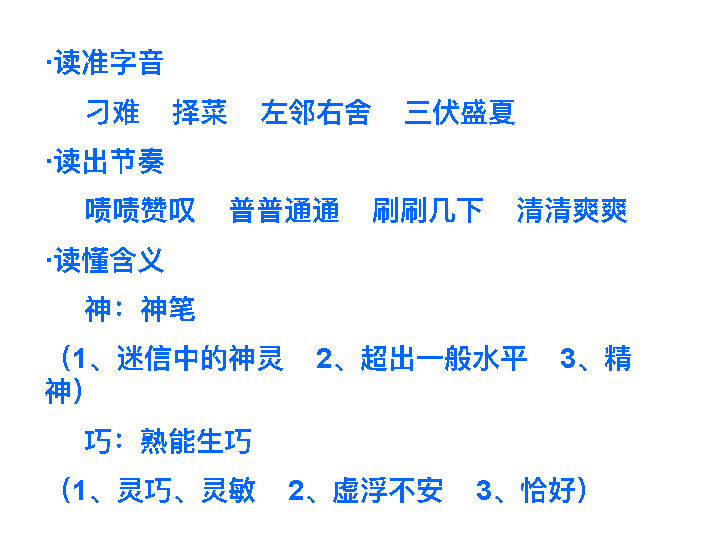 ·读准字音
刁难 择菜 左邻右舍 三伏盛夏
·读出节奏
啧啧赞叹 普普通通 刷刷几下 清清爽爽
·读懂含义
神：神笔
（1、迷信中的神灵 2、超出一般水平 3、精
神）
巧：熟能生巧
（1、灵巧、灵敏 2、虚浮不安 3、恰好）